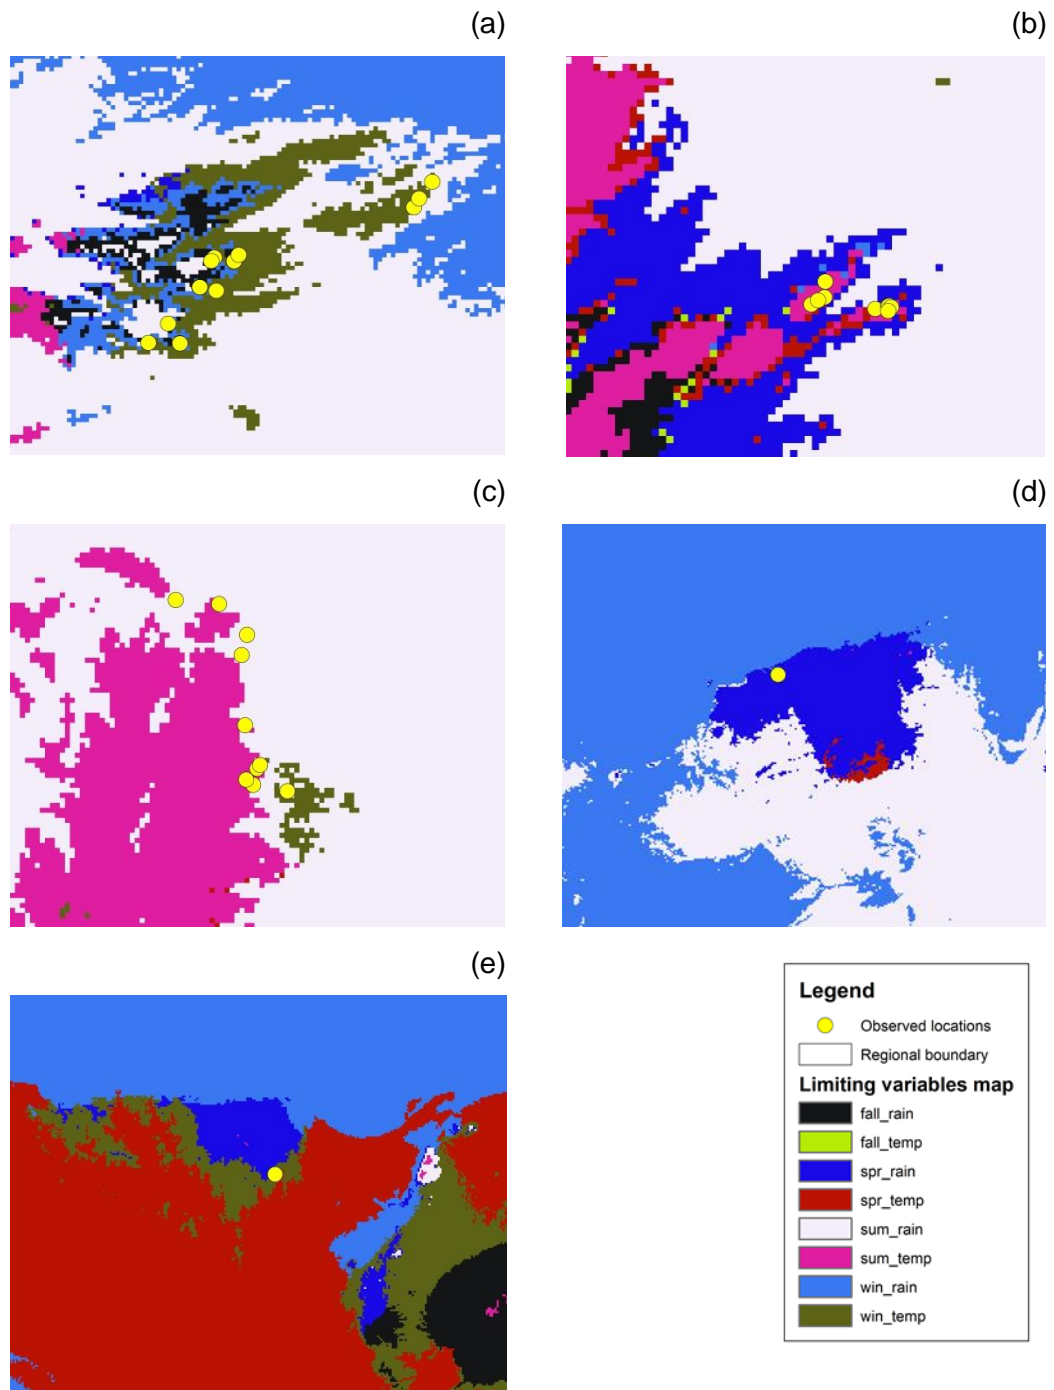 (a)
(b)
(c)
(d)
(e)
Legend
Observed locations
Regional boundary
Limiting variables map
fall_rain
fall_temp
spr_rain
spr_temp
sum_rain
sum_temp
win_rain
win_temp